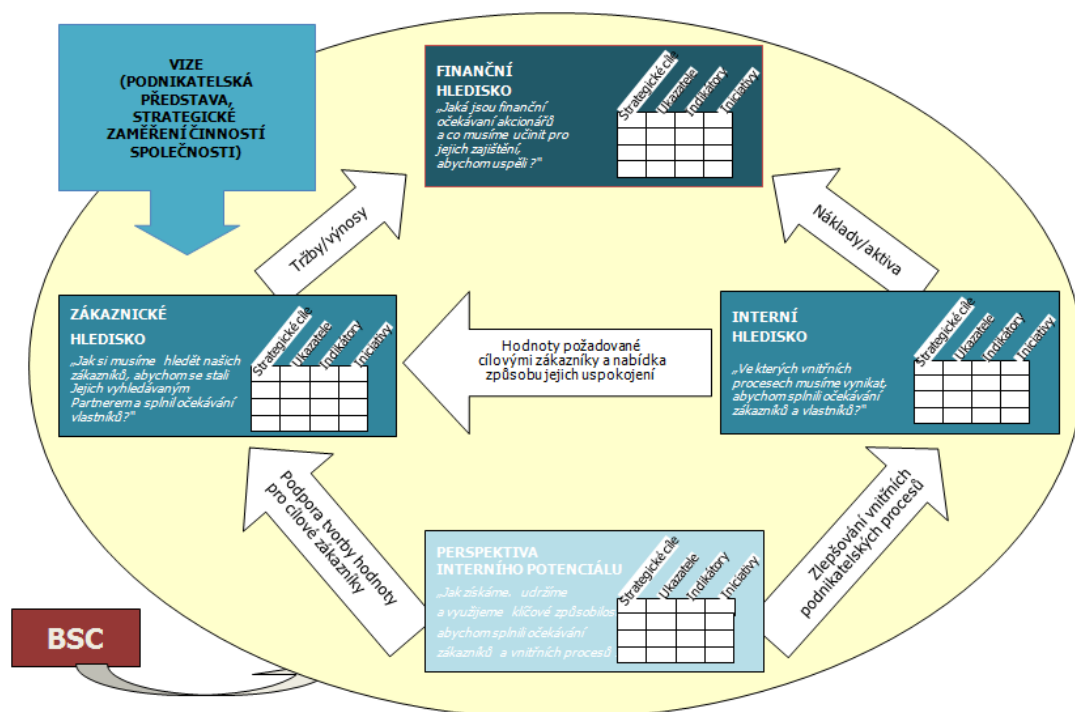 VIZE
(PODNIKATELSKÁ
PŘEDSTAVA,
STRATEGICKÉ
ZAMĚŘENÍ ČINNOSTÍ
SPOLEČNOSTI)
FINANČNÍ
HLEDISKO
„Jaká jsou finanční
očekávaní akcionářů
a co musíme učinit pro
jejich zajištění,
abychom uspěli ?"
Strategické cíle
Ukazatele
Indikátory
Iniciativy
Tržby/výnosy
Náklady/aktiva
ZÁKAZNICKÉ
HLEDISKO
„Jak si musíme hledět našich
zákazníků, abychom se stali
Jejich vyhledávaným
Partnerem a splnil očekávání
vlastníků?"
Strategické cíle
Ukazatele
Indikátory
Iniciativy
Hodnoty požadované
cílovými zákazníky a nabídka
způsobu jejich uspokojení
INTERNÍ
HLEDISKO
„Ve kterých vnitřních
procesech musíme vynikat,
abychom splnili očekávání
zákazníků a vlastníků?"
Strategické cíle
Ukazatele
Indikátory
Iniciativy
Podpora tvorby hodnoty
pro cílové zákazníky
Zlepšování vnitřních
podnikatelských procesů
PERSPEKTIVA
INTERNÍHO POTENCIÁLU
„Jak získáme, udržíme
a využijeme klíčové způsobilos
abychom splnili očekávání
zákazníků a vnitřních procesů
Strategické cíle
Ukazatele
Indikátory
Iniciativy
BSC